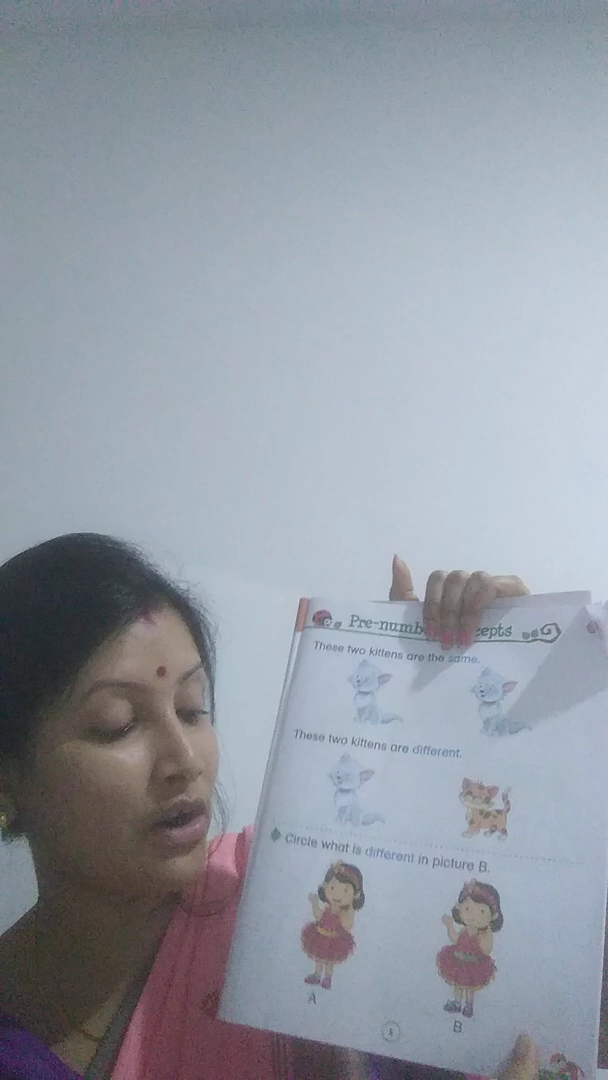 Pre-numb cepts
These two kittens are the same.
These two kittens are different.
Circle what is different in picture B.
A
B